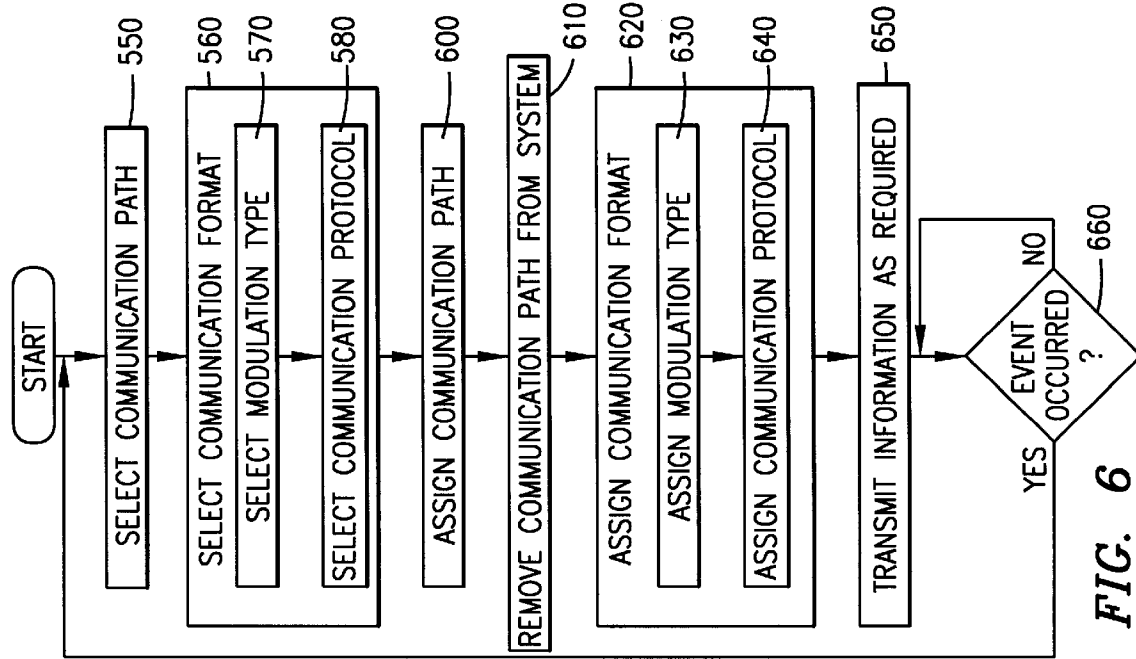 START
SELECT COMMUNICATION PATH
550
SELECT COMMUNICATION FORMAT
560
SELECT MODULATION TYPE
570
SELECT COMMUNICATION PROTOCOL
580
ASSIGN COMMUNICATION PATH
600
REMOVE COMMUNICATION PATH FROM SYSTEM
610
ASSIGN COMMUNICATION FORMAT
620
ASSIGN MODULATION TYPE
630
ASSIGN COMMUNICATION PROTOCOL
640
TRANSMIT INFORMATION AS REQUIRED
650
EVENT
OCCURRED
?
660
YES
NO
FIG. 6